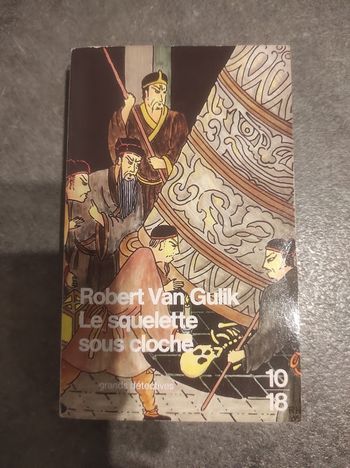 Robert Van Gulik
Le squelette
sous cloche
grands détectives
10
18